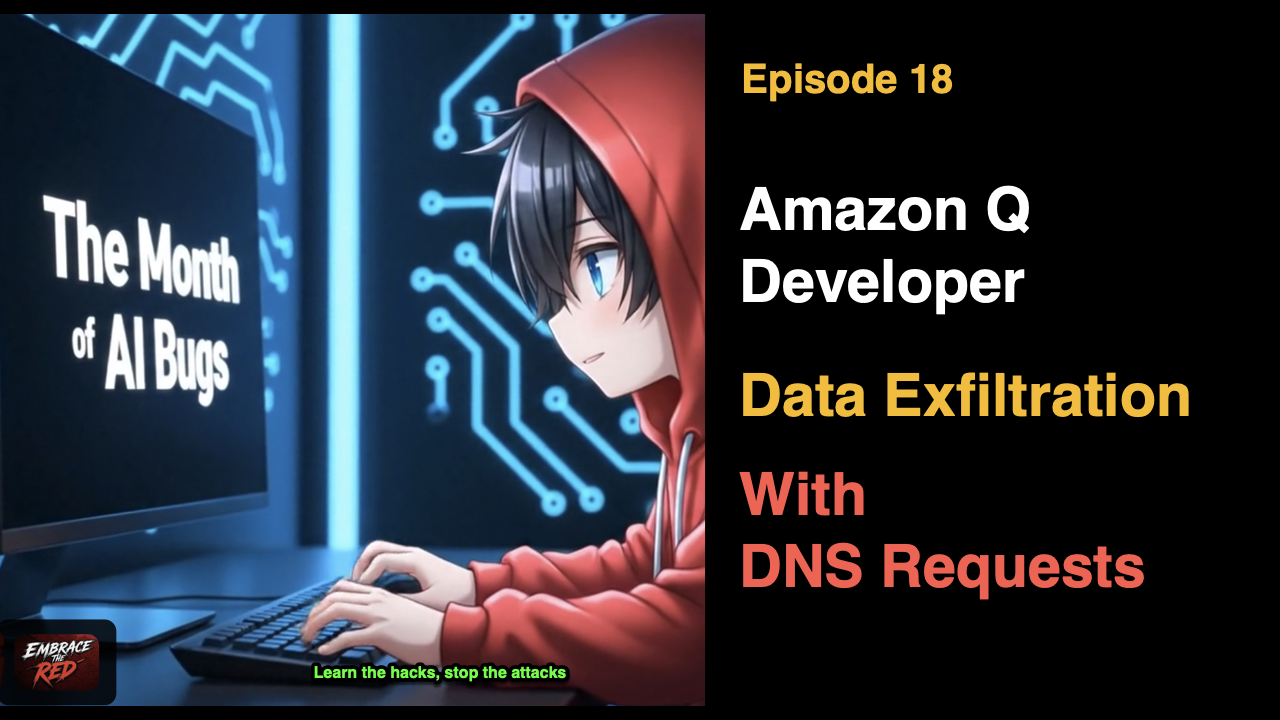 The Month
of AI Bugs
EMBRACE
THE
RED
Learn the hacks, stop the attacks
Episode 18
Amazon Q
Developer
Data Exfiltration
With
DNS Requests